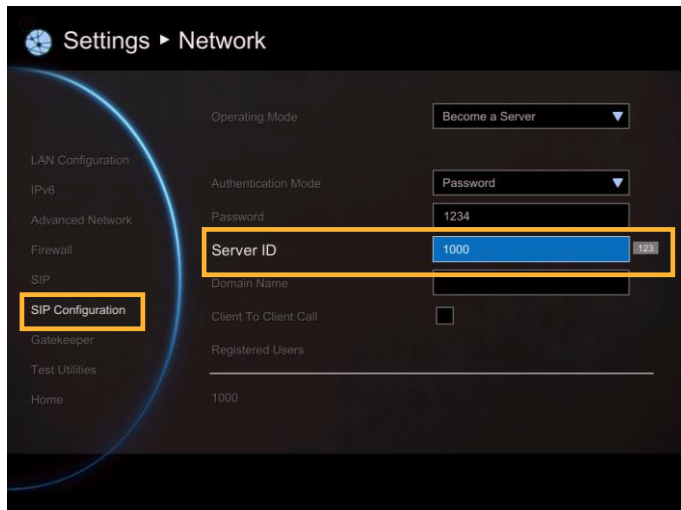 Settings ▸ Network
Operating Mode Become a Server
LAN Configuration
IPv6
Advanced Network
Firewall
SIP
SIP Configuration
Gatekeeper
Test Utilities
Home
Authentication Mode Password
Password 1234
Server ID 1000 123
Domain Name
Client To Client Call
Registered Users
1000